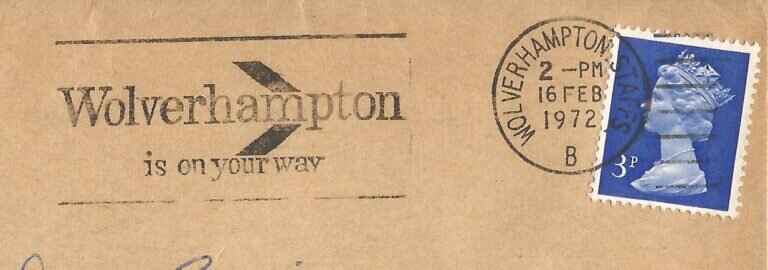 Wolverhampton
is on your way
WOLVERHAMPTON STAFFS
2 -PM
16 FEB
1972
B
3P